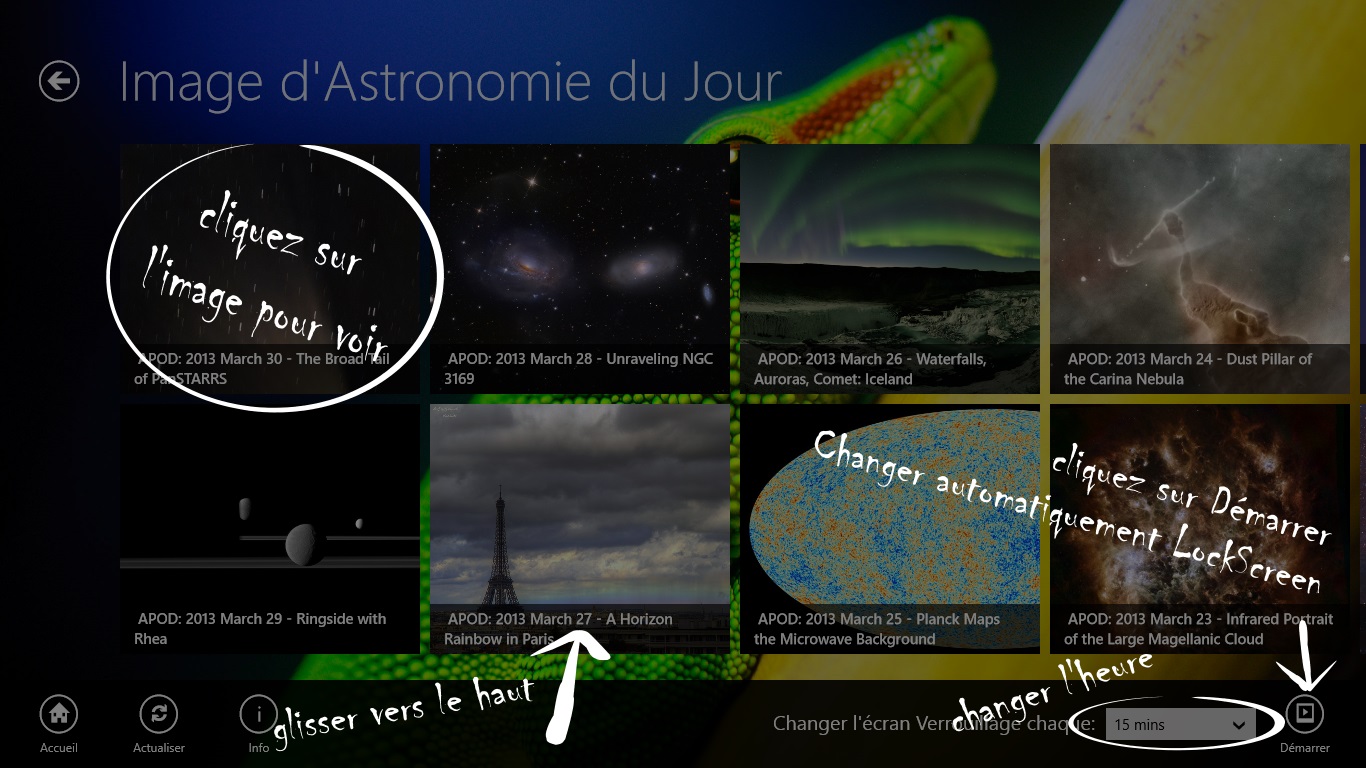 Image d'Astronomie du Jour
cliquez sur
l'image pour voir
APOD: 2013 March 30 - The Broad Tail
of PanSTARRS
APOD: 2013 March 28 - Unraveling NGC
3169
APOD: 2013 March 26 - Waterfalls,
Auroras, Comet: Iceland
APOD: 2013 March 24 - Dust Pillar of
the Carina Nebula
cliquez sur Démarrer
Changer automatiquement LockScreen
APOD: 2013 March 29 - Ringside with
Rhea
APOD: 2013 March 27 - A Horizon
Rainbow in Paris
APOD: 2013 March 25 - Planck Maps
the Microwave Background
APOD: 2013 March 23 - Infrared Portrait
of the Large Magellanic Cloud
glisser vers le haut
changer l'heure
Changer l'écran Verrouillage chaque:
15 mins
Accueil
Actualiser
Info
Démarrer